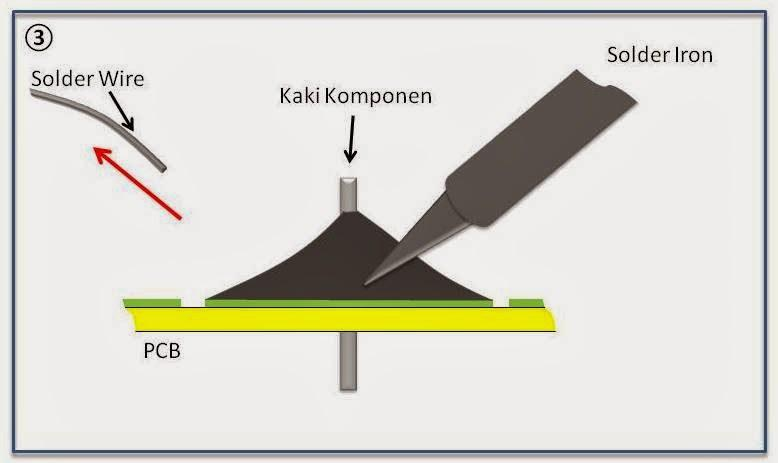 ③
Solder Wire
Solder Iron
Kaki Komponen
PCB